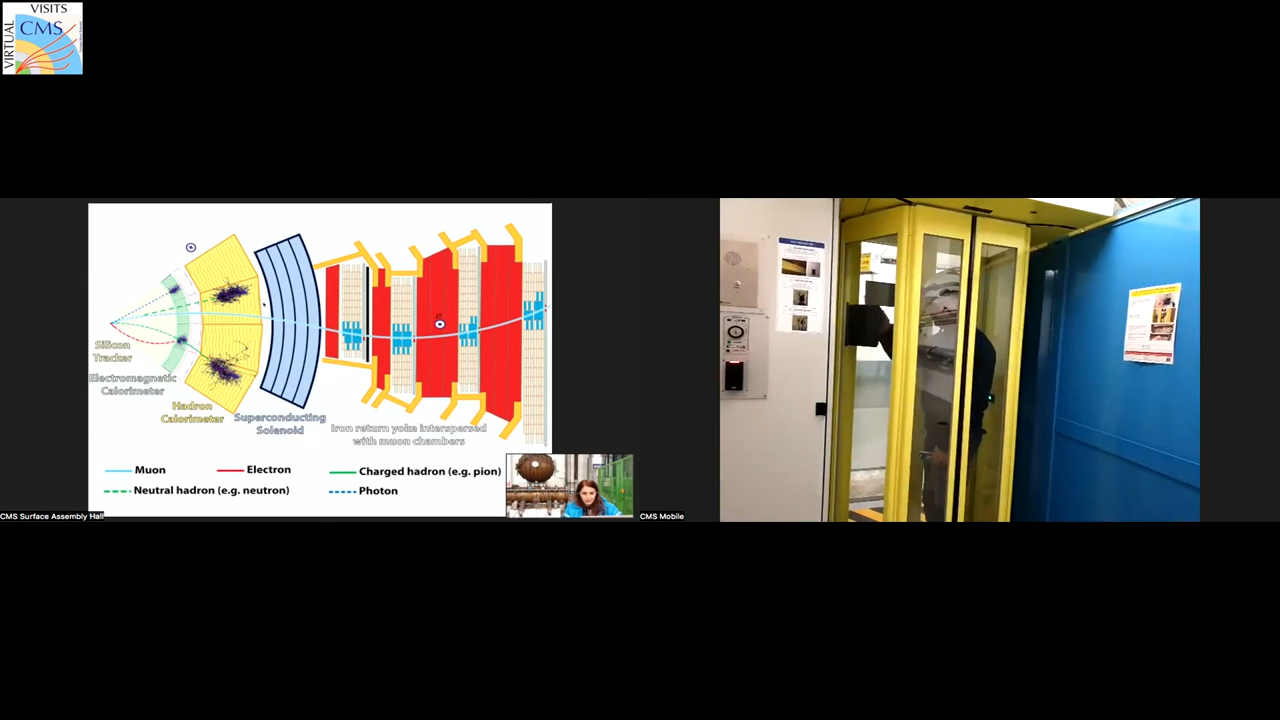 VISITS
CMS
VIRTUAL
2T
Silicon
Tracker
Electromagnetic
Calorimeter
Hadron
Calorimeter
Superconducting
Solenoid
Iron return yoke interspersed
with muon chambers
Muon
Electron
Charged hadron (e.g. pion)
Neutral hadron (e.g. neutron)
Photon
CMS Surface Assembly Hall
CMS Mobile